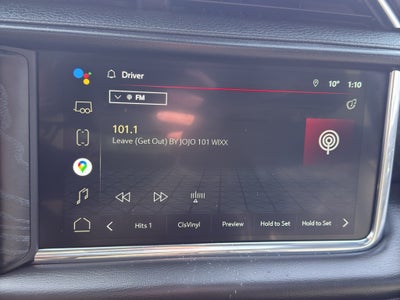 Driver
10° 1:10
FM
101.1
Leave (Get Out) BY JOJO 101 WIXX
Hits 1 ClsVinyl Preview Hold to Set Hold to Set